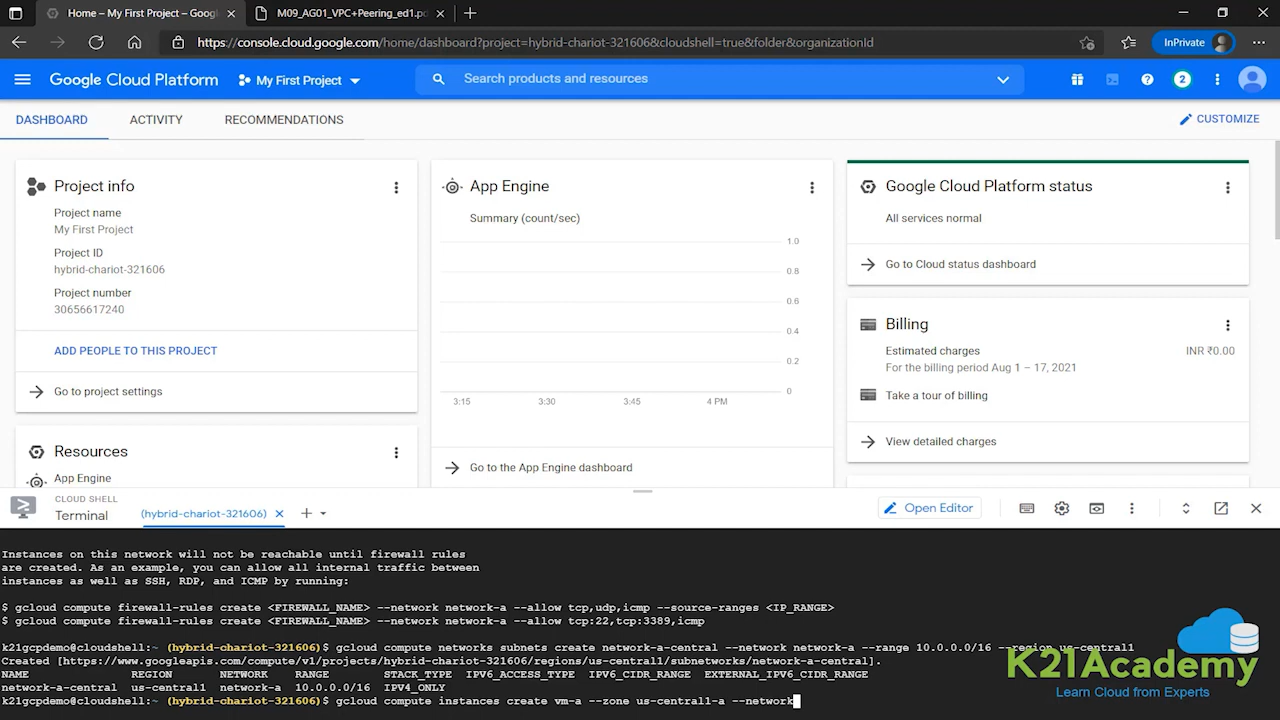 Home – My First Project – Goog
M09_AG01_VPC+Peering_ed1.pd
https://console.cloud.google.com/home/dashboard?project=hybrid-chariot-321606&cloudshell=true&folder&organizationId
InPrivate
Google Cloud Platform
My First Project
Search products and resources
2
DASHBOARD
ACTIVITY
RECOMMENDATIONS
CUSTOMIZE
Project info
Project name
My First Project
Project ID
hybrid-chariot-321606
Project number
30656617240
ADD PEOPLE TO THIS PROJECT
Go to project settings
Resources
App Engine
App Engine
Summary (count/sec)
1.0
0.8
0.6
0.4
0.2
0
3:15 3:30 3:45 4 PM
Go to the App Engine dashboard
Google Cloud Platform status
All services normal
Go to Cloud status dashboard
Billing
Estimated charges INR ₹0.00
For the billing period Aug 1 – 17, 2021
Take a tour of billing
View detailed charges
CLOUD SHELL
Terminal
(hybrid-chariot-321606)
Open Editor
Instances on this network will not be reachable until firewall rules
are created. As an example, you can allow all internal traffic between
instances as well as SSH, RDP, and ICMP by running:
$ gcloud compute firewall-rules create <FIREWALL_NAME> --network network-a --allow tcp,udp,icmp --source-ranges <IP_RANGE>
$ gcloud compute firewall-rules create <FIREWALL_NAME> --network network-a --allow tcp:22,tcp:3389,icmp
k21gcpdemo@cloudshell:~ (hybrid-chariot-321606)$ gcloud compute networks subnets create network-a-central --network network-a --range 10.0.0.0/16 --region us-central1
Created [https://www.googleapis.com/compute/v1/projects/hybrid-chariot-321606/regions/us-central1/subnetworks/network-a-central].
NAME REGION NETWORK RANGE STACK_TYPE IPV6_ACCESS_TYPE IPV6_CIDR_RANGE EXTERNAL_IPV6_CIDR_RANGE
network-a-central us-central1 network-a 10.0.0.0/16 IPV4_ONLY
k21gcpdemo@cloudshell:~ (hybrid-chariot-321606)$ gcloud compute instances create vm-a --zone us-central1-a --network
K21Academy
Learn Cloud from Experts